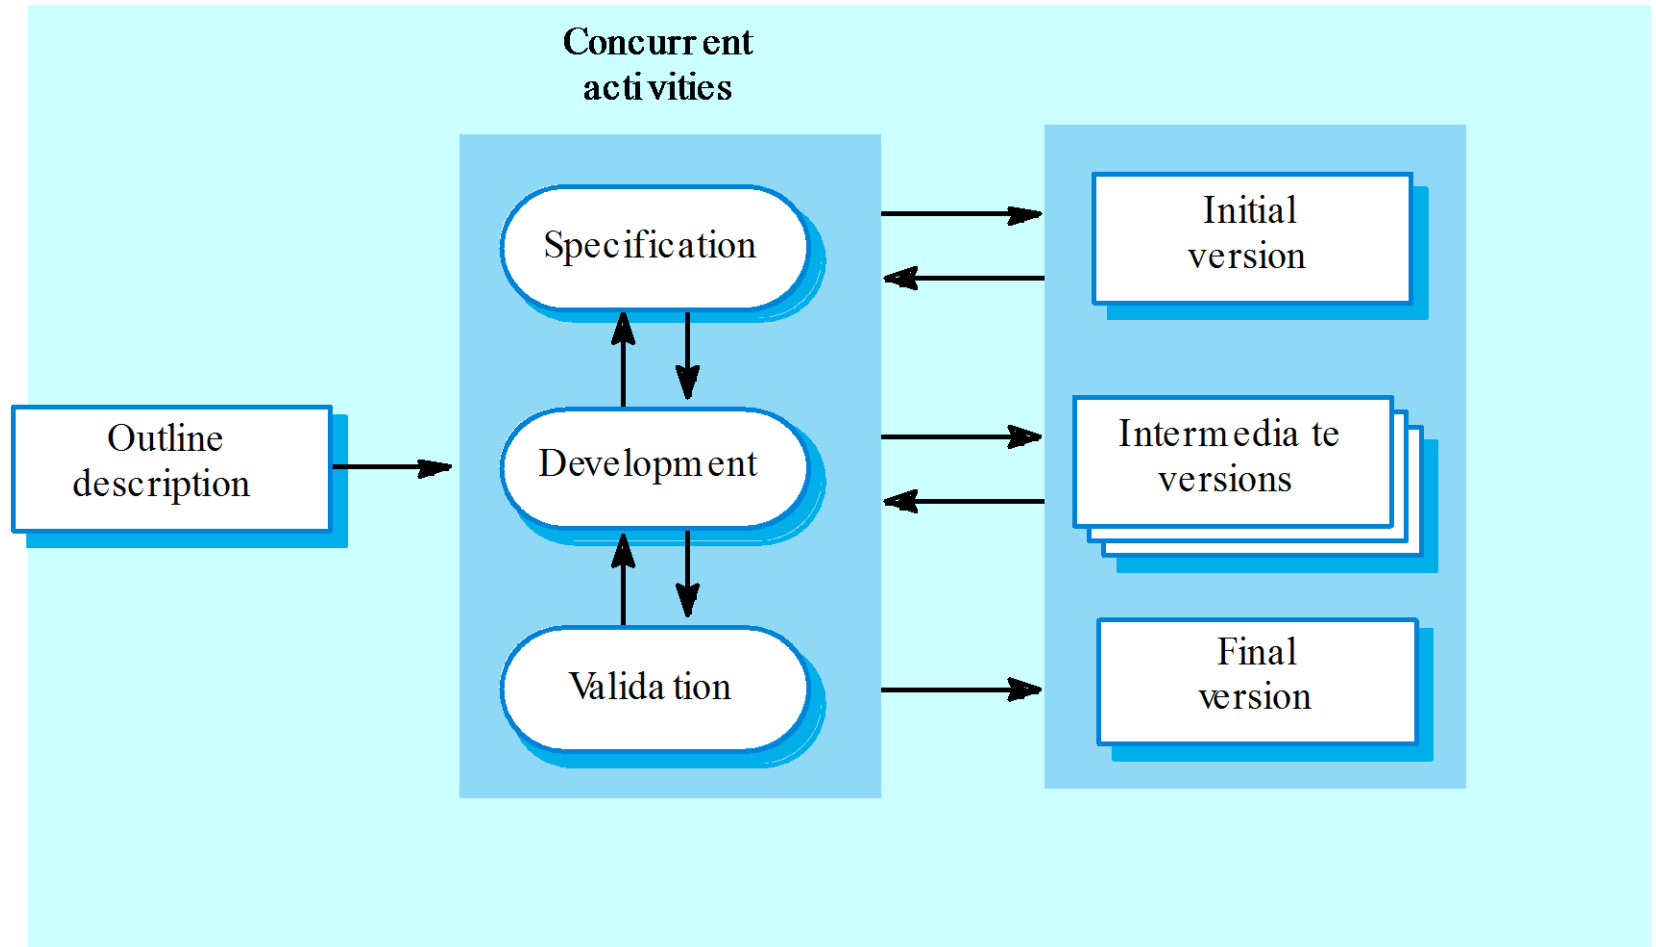 Concurrent
activities
Specification
Initial
version
Outline
description
Development
Intermediate
versions
Validation
Final
version